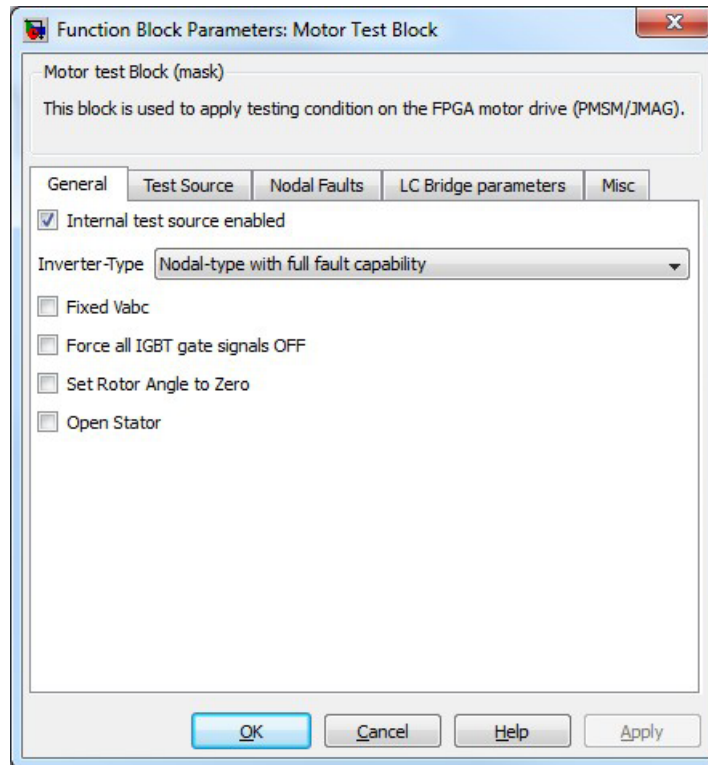 Function Block Parameters: Motor Test Block
Motor test Block (mask)
This block is used to apply testing condition on the FPGA motor drive (PMSM/JMAG).
General Test Source Nodal Faults LC Bridge parameters Misc
Internal test source enabled
Inverter-Type Nodal-type with full fault capability
Fixed Vabc
Force all IGBT gate signals OFF
Set Rotor Angle to Zero
Open Stator
OK Cancel Help Apply